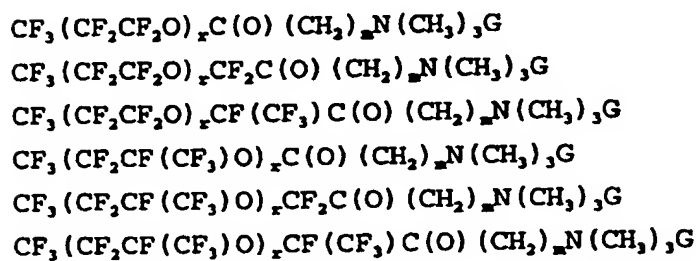 CF₃(CF₂CF₂O)ₓC(O) (CH₂)ₘN(CH₃)₃G
CF₃(CF₂CF₂O)ₓCF₂C(O) (CH₂)ₘN(CH₃)₃G
CF₃(CF₂CF₂O)ₓCF(CF₃)C(O) (CH₂)ₘN(CH₃)₃G
CF₃(CF₂CF(CF₃)O)ₓC(O) (CH₂)ₘN(CH₃)₃G
CF₃(CF₂CF(CF₃)O)ₓCF₂C(O) (CH₂)ₘN(CH₃)₃G
CF₃(CF₂CF(CF₃)O)ₓCF(CF₃)C(O) (CH₂)ₘN(CH₃)₃G